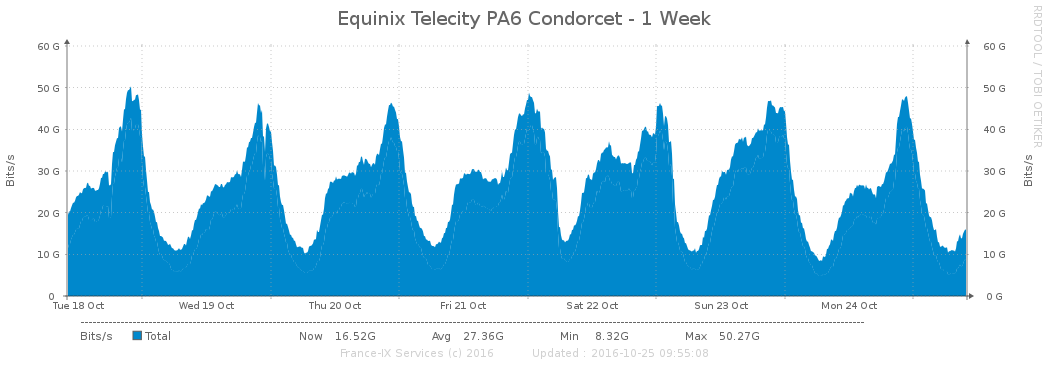 Equinix Telecity PA6 Condorcet - 1 Week
RRDTOOL / TOBI OETIKER
60 G 60 G
50 G 50 G
40 G 40 G
30 G 30 G
20 G 20 G
10 G 10 G
0 0 G
Bits/s
Bits/s
Tue 18 Oct Wed 19 Oct Thu 20 Oct Fri 21 Oct Sat 22 Oct Sun 23 Oct Mon 24 Oct
Bits/s Total Now 16.52G Avg 27.36G Min 8.32G Max 50.27G
France-IX Services (c) 2016 Updated : 2016-10-25 09:55:08